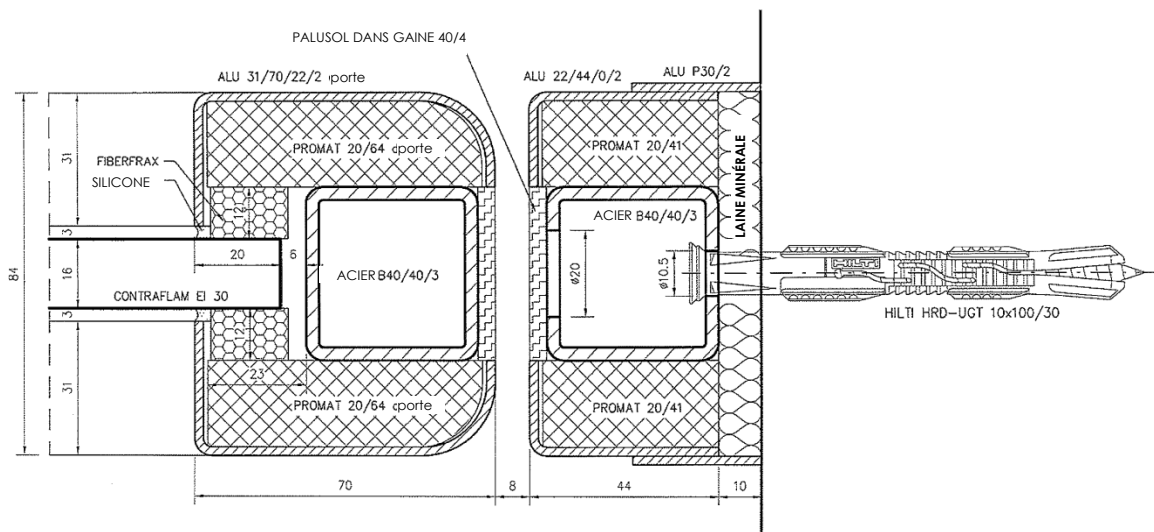 PALUSOL DANS GAINE 40/4
ALU 31/70/22/2 porte
ALU 22/44/0/2
ALU P30/2
PROMAT 20/64 porte
PROMAT 20/41
LAINE MINÉRALE
FIBERFRAX
SILICONE
31
12
3
20
6
84
16
ACIER B40/40/3
ACIER B40/40/3
ø20
ø10.5
HILTI
CONTRAFLAM EI 30
HILTI HRD-UGT 10x100/30
3
12
23
31
PROMAT 20/64 porte
PROMAT 20/41
70
8
44
10